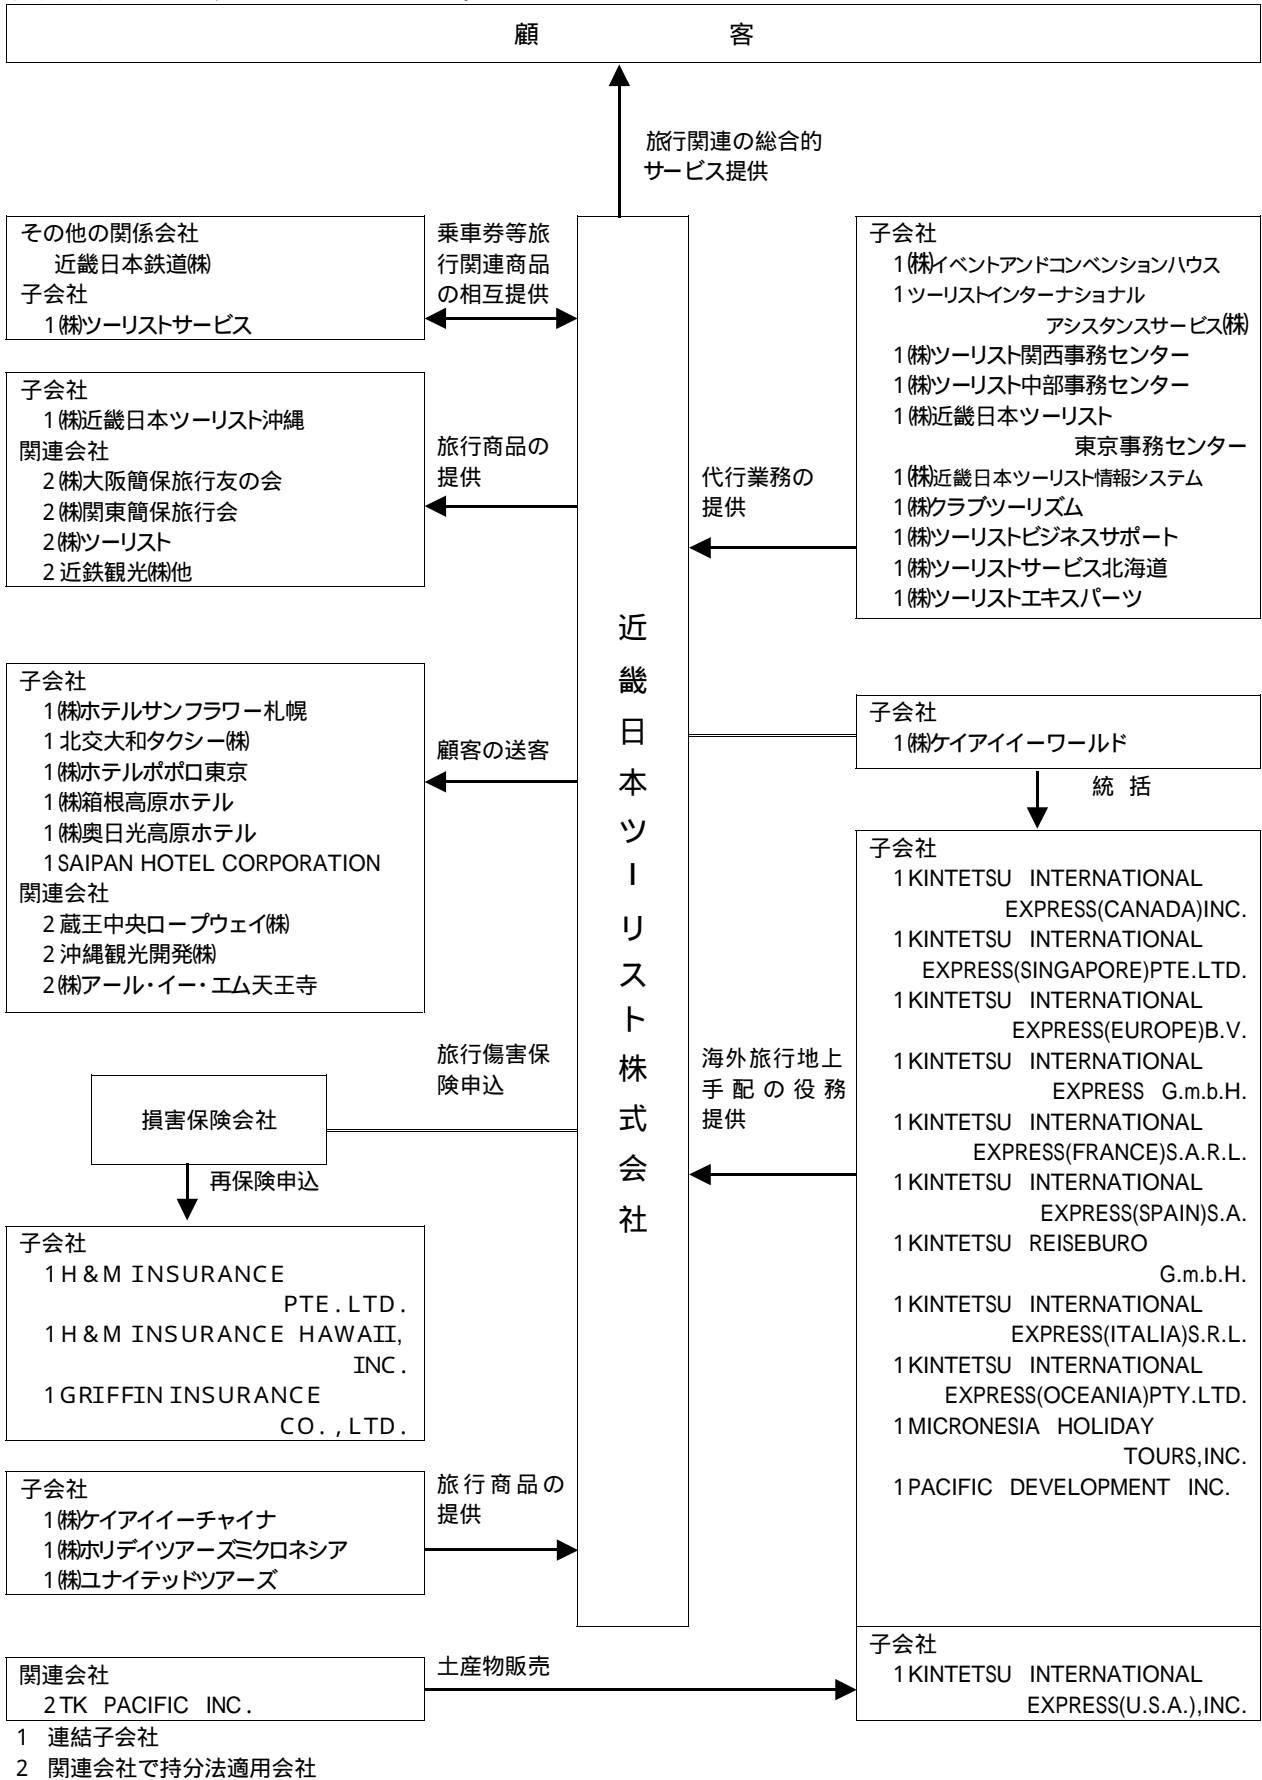 顧 客
旅行関連の総合的
サービス提供
その他の関係会社
近畿日本鉄道㈱
子会社
1㈱ツーリストサービス
乗車券等旅
行関連商品
の相互提供
子会社
1㈱近畿日本ツーリスト沖縄
関連会社
2㈱大阪簡保旅行友の会
2㈱関東簡保旅行会
2㈱ツーリスト
2近鉄観光㈱他
旅行商品の
提供
子会社
1㈱ホテルサンフラワー札幌
1北交大和タクシー㈱
1㈱ホテルポポロ東京
1㈱箱根高原ホテル
1㈱奥日光高原ホテル
1SAIPAN HOTEL CORPORATION
関連会社
2蔵王中央ロープウェイ㈱
2沖縄観光開発㈱
2㈱アール・イー・エム天王寺
顧客の送客
旅行傷害保
険申込
損害保険会社
再保険申込
子会社
1H&M INSURANCE
PTE.LTD.
1H&M INSURANCE HAWAII,
INC.
1GRIFFIN INSURANCE
CO.,LTD.
子会社
1㈱ケイアイイーチャイナ
1㈱ホリデイツアーズミクロネシア
1㈱ユナイテッドツアーズ
旅行商品の
提供
関連会社
2TK PACIFIC INC.
土産物販売
近畿日本ツーリスト株式会社
子会社
1㈱イベントアンドコンベンションハウス
1ツーリストインターナショナル
アシスタンスサービス㈱
1㈱ツーリスト関西事務センター
1㈱ツーリスト中部事務センター
1㈱近畿日本ツーリスト
東京事務センター
1㈱近畿日本ツーリスト情報システム
1㈱クラブツーリズム
1㈱ツーリストビジネスサポート
1㈱ツーリストサービス北海道
1㈱ツーリストエキスパーツ
代行業務の
提供
子会社
1㈱ケイアイイーワールド
統括
子会社
1KINTETSU INTERNATIONAL
EXPRESS(CANADA)INC.
1KINTETSU INTERNATIONAL
EXPRESS(SINGAPORE)PTE.LTD.
1KINTETSU INTERNATIONAL
EXPRESS(EUROPE)B.V.
1KINTETSU INTERNATIONAL
EXPRESS G.m.b.H.
1KINTETSU INTERNATIONAL
EXPRESS(FRANCE)S.A.R.L.
1KINTETSU INTERNATIONAL
EXPRESS(SPAIN)S.A.
1KINTETSU REISEBURO
G.m.b.H.
1KINTETSU INTERNATIONAL
EXPRESS(ITALIA)S.R.L.
1KINTETSU INTERNATIONAL
EXPRESS(OCEANIA)PTY.LTD.
1MICRONESIA HOLIDAY
TOURS,INC.
1PACIFIC DEVELOPMENT INC.
海外旅行地上
手配の役務
提供
子会社
1KINTETSU INTERNATIONAL
EXPRESS(U.S.A.),INC.
1 連結子会社
2 関連会社で持分法適用会社